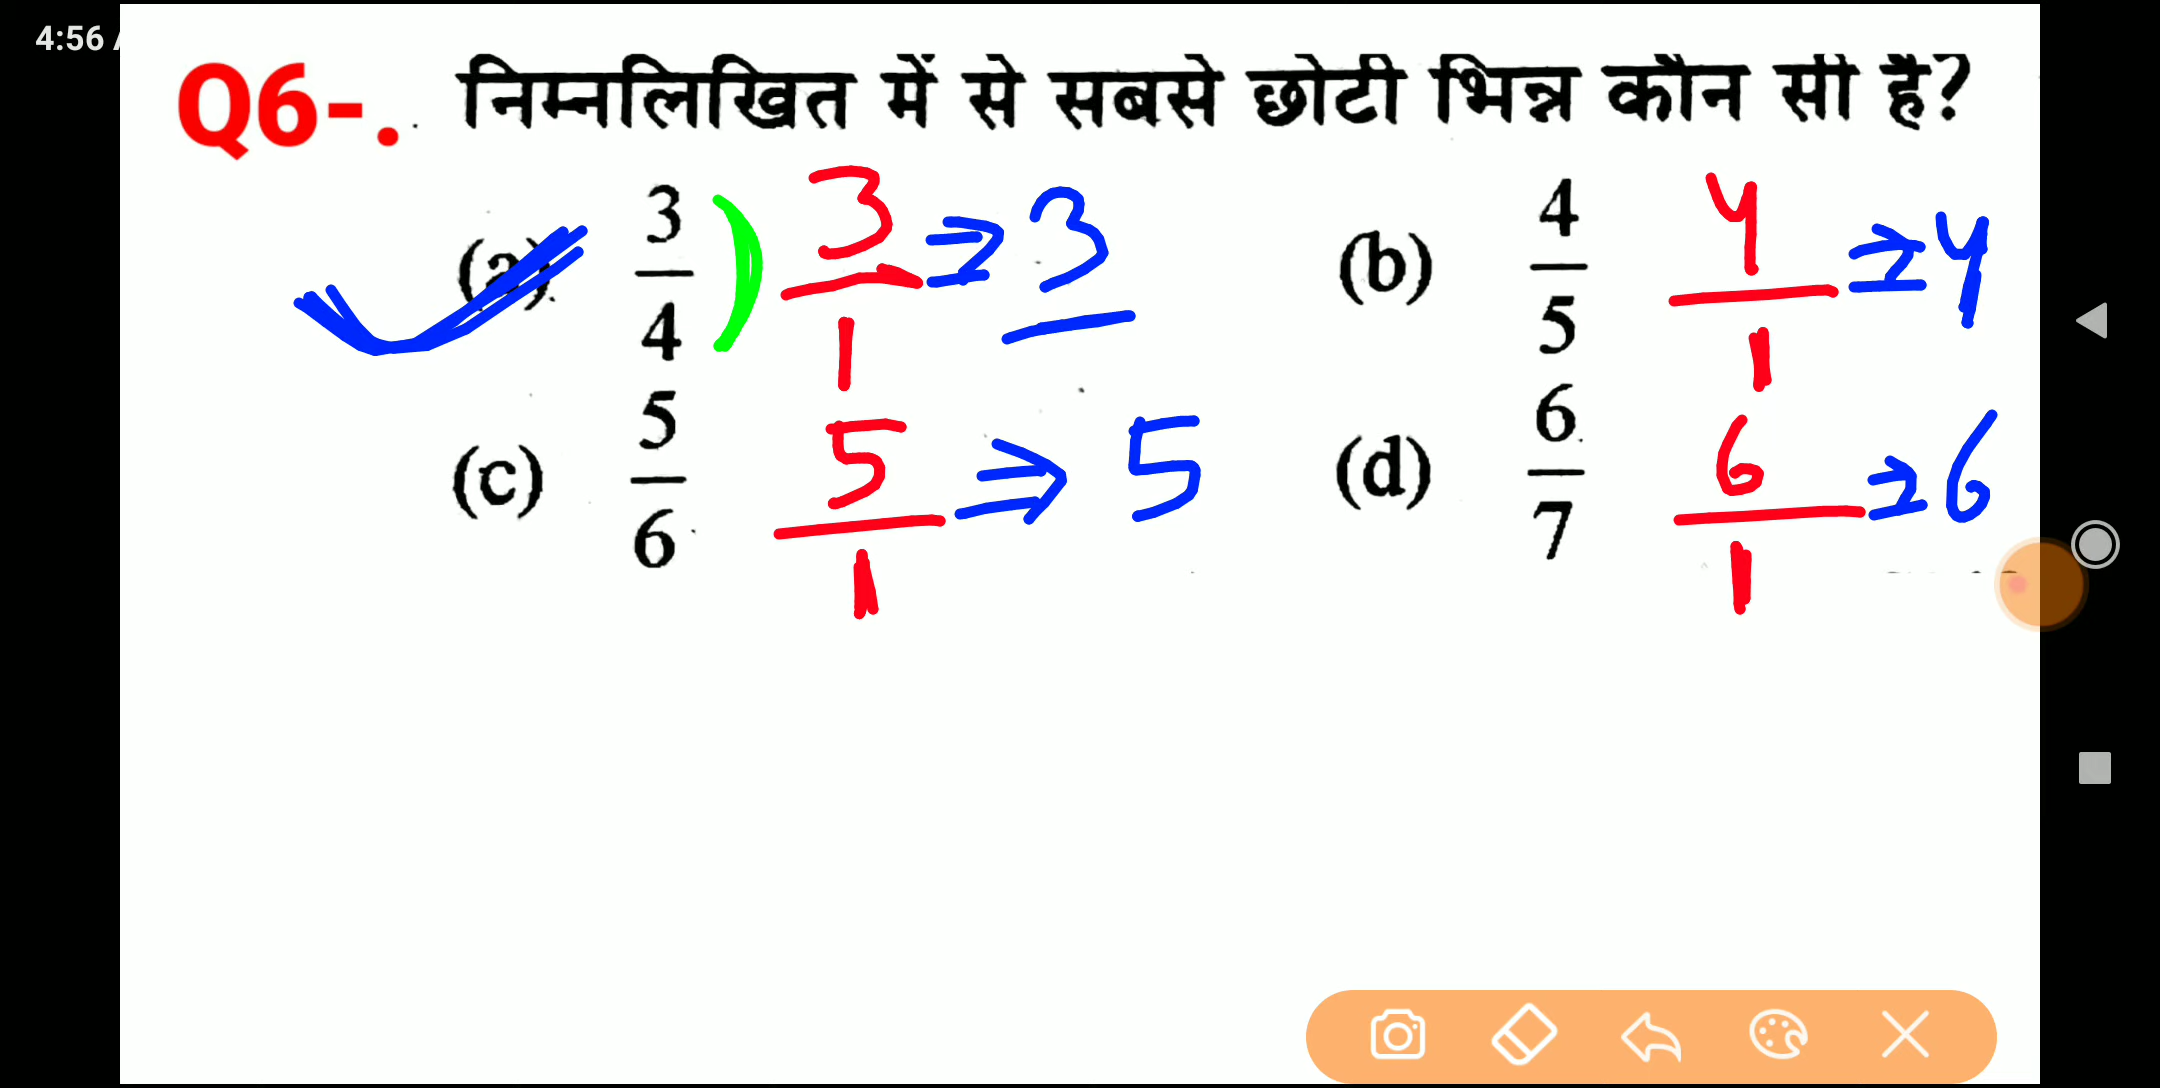 4:56
Q6-. निम्नलिखित में से सबसे छोटी भिन्न कौन सी है?
(a) 3/4 ) 3/1 ⇒ 3 (b) 4/5 4/1 ⇒ 4
(c) 5/6 5/1 ⇒ 5 (d) 6/7 6/1 ⇒ 6